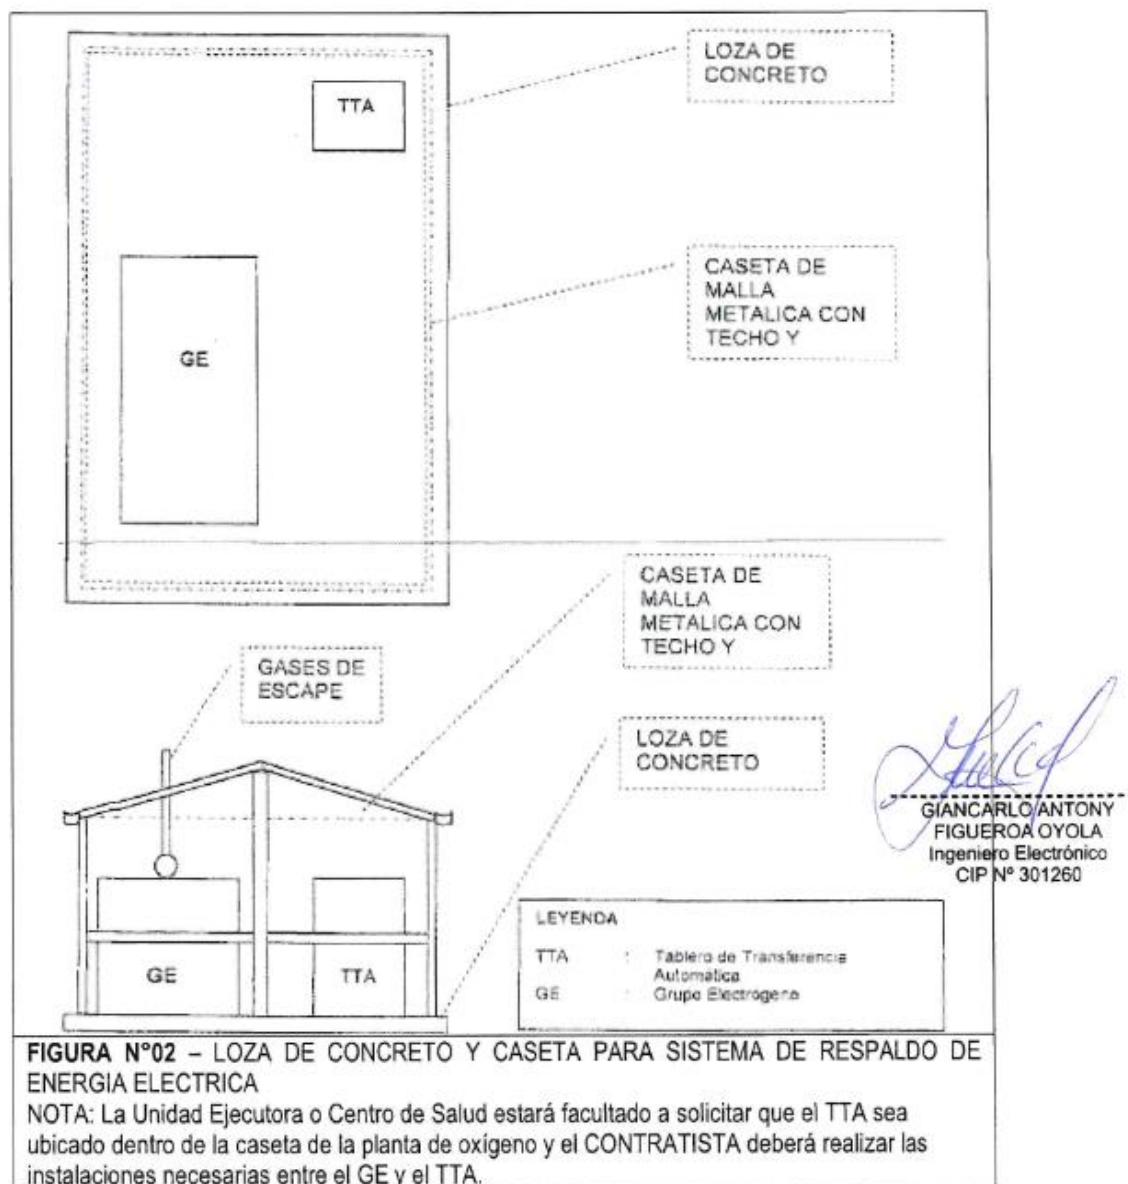 LOZA DE
CONCRETO
TTA
CASETA DE
MALLA
METALICA CON
TECHO Y
GE
CASETA DE
MALLA
METALICA CON
TECHO Y
GASES DE
ESCAPE
LOZA DE
CONCRETO
GIANCARLO ANTONY
FIGUEROA OYOLA
Ingeniero Electrónico
CIP Nº 301260
LEYENDA
TTA : Tablero de Transferencia
Automática
GE : Grupo Electrogeno
GE
TTA
FIGURA N°02 – LOZA DE CONCRETO Y CASETA PARA SISTEMA DE RESPALDO DE
ENERGIA ELECTRICA
NOTA: La Unidad Ejecutora o Centro de Salud estará facultado a solicitar que el TTA sea
ubicado dentro de la caseta de la planta de oxígeno y el CONTRATISTA deberá realizar las
instalaciones necesarias entre el GE y el TTA.